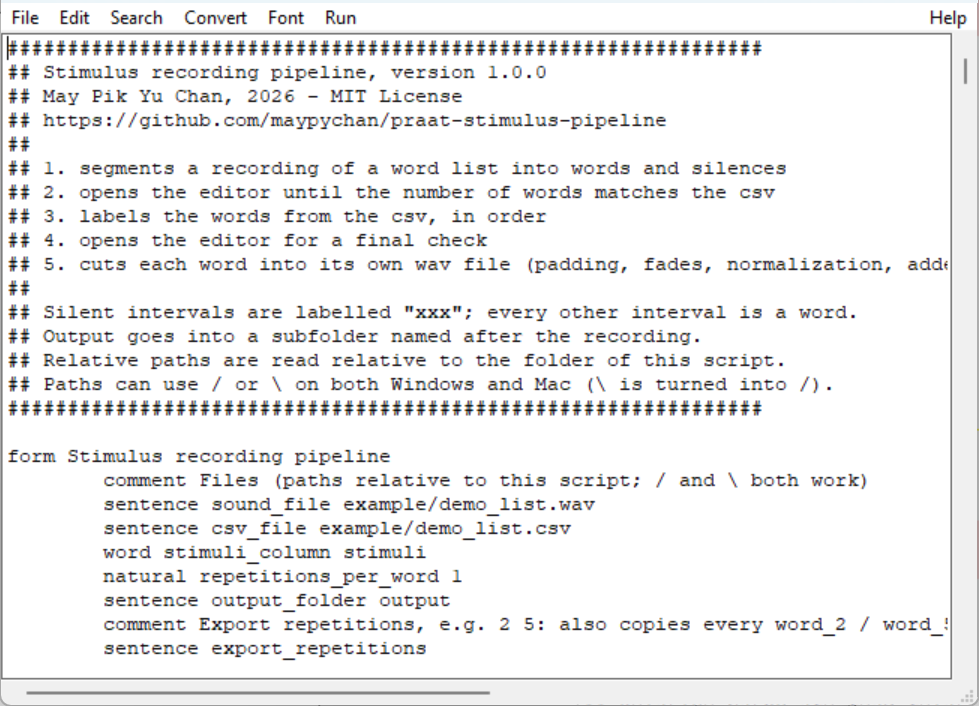 File Edit Search Convert Font Run Help
###############################################################
## Stimulus recording pipeline, version 1.0.0
## May Pik Yu Chan, 2026 - MIT License
## https://github.com/maypychan/praat-stimulus-pipeline
##
## 1. segments a recording of a word list into words and silences
## 2. opens the editor until the number of words matches the csv
## 3. labels the words from the csv, in order
## 4. opens the editor for a final check
## 5. cuts each word into its own wav file (padding, fades, normalization,
##
## Silent intervals are labelled "xxx"; every other interval is a word.
## Output goes into a subfolder named after the recording.
## Relative paths are read relative to the folder of this script.
## Paths can use / or \ on both Windows and Mac (\ is turned into /).
###############################################################
form Stimulus recording pipeline
comment Files (paths relative to this script; / and \ both work)
sentence sound_file example/demo_list.wav
sentence csv_file example/demo_list.csv
word stimuli_column stimuli
natural repetitions_per_word 1
sentence output_folder output
comment Export repetitions, e.g. 2 5: also copies every word_2 /
sentence export_repetitions